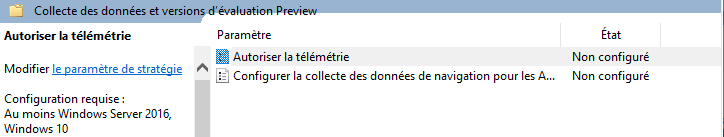 Collecte des données et versions d'évaluation Preview
Autoriser la télémétrie
Modifier le paramètre de stratégie
Configuration requise :
Au moins Windows Server 2016,
Windows 10
Paramètre État
Autoriser la télémétrie Non configuré
Configurer la collecte des données de navigation pour les A... Non configuré